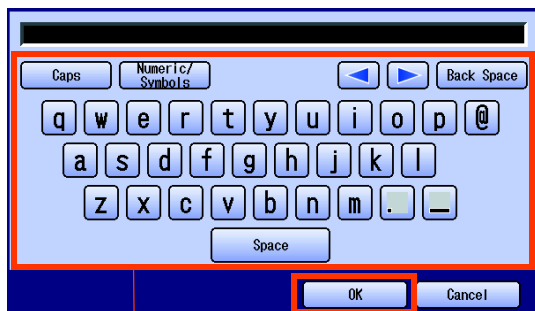 Caps Numeric/ Back Space
Symbols
q w e r t y u i o p @
a s d f g h j k l
z x c v b n m . _
Space
OK Cancel